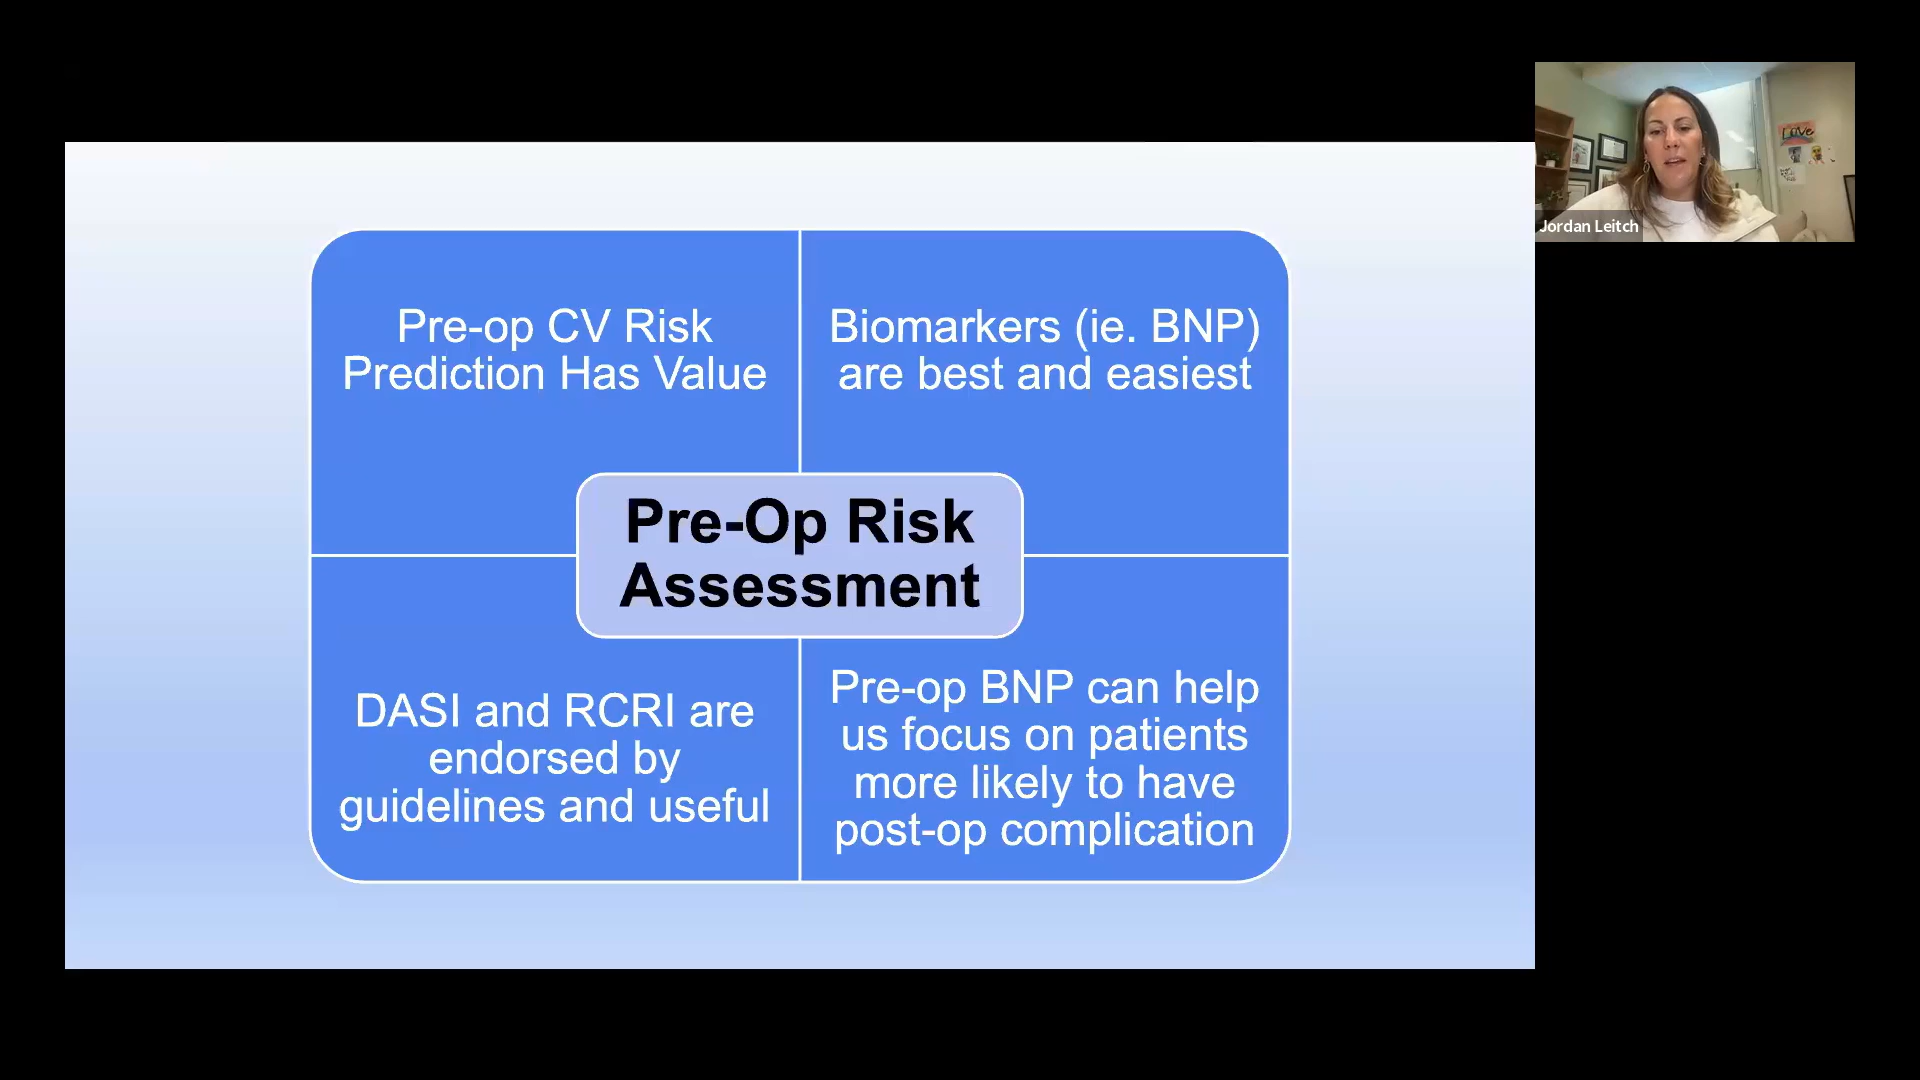 Pre-op CV Risk
Prediction Has Value
Biomarkers (ie. BNP)
are best and easiest
Pre-Op Risk
Assessment
DASI and RCRI are
endorsed by
guidelines and useful
Pre-op BNP can help
us focus on patients
more likely to have
post-op complication
LOVe
Jordan Leitch